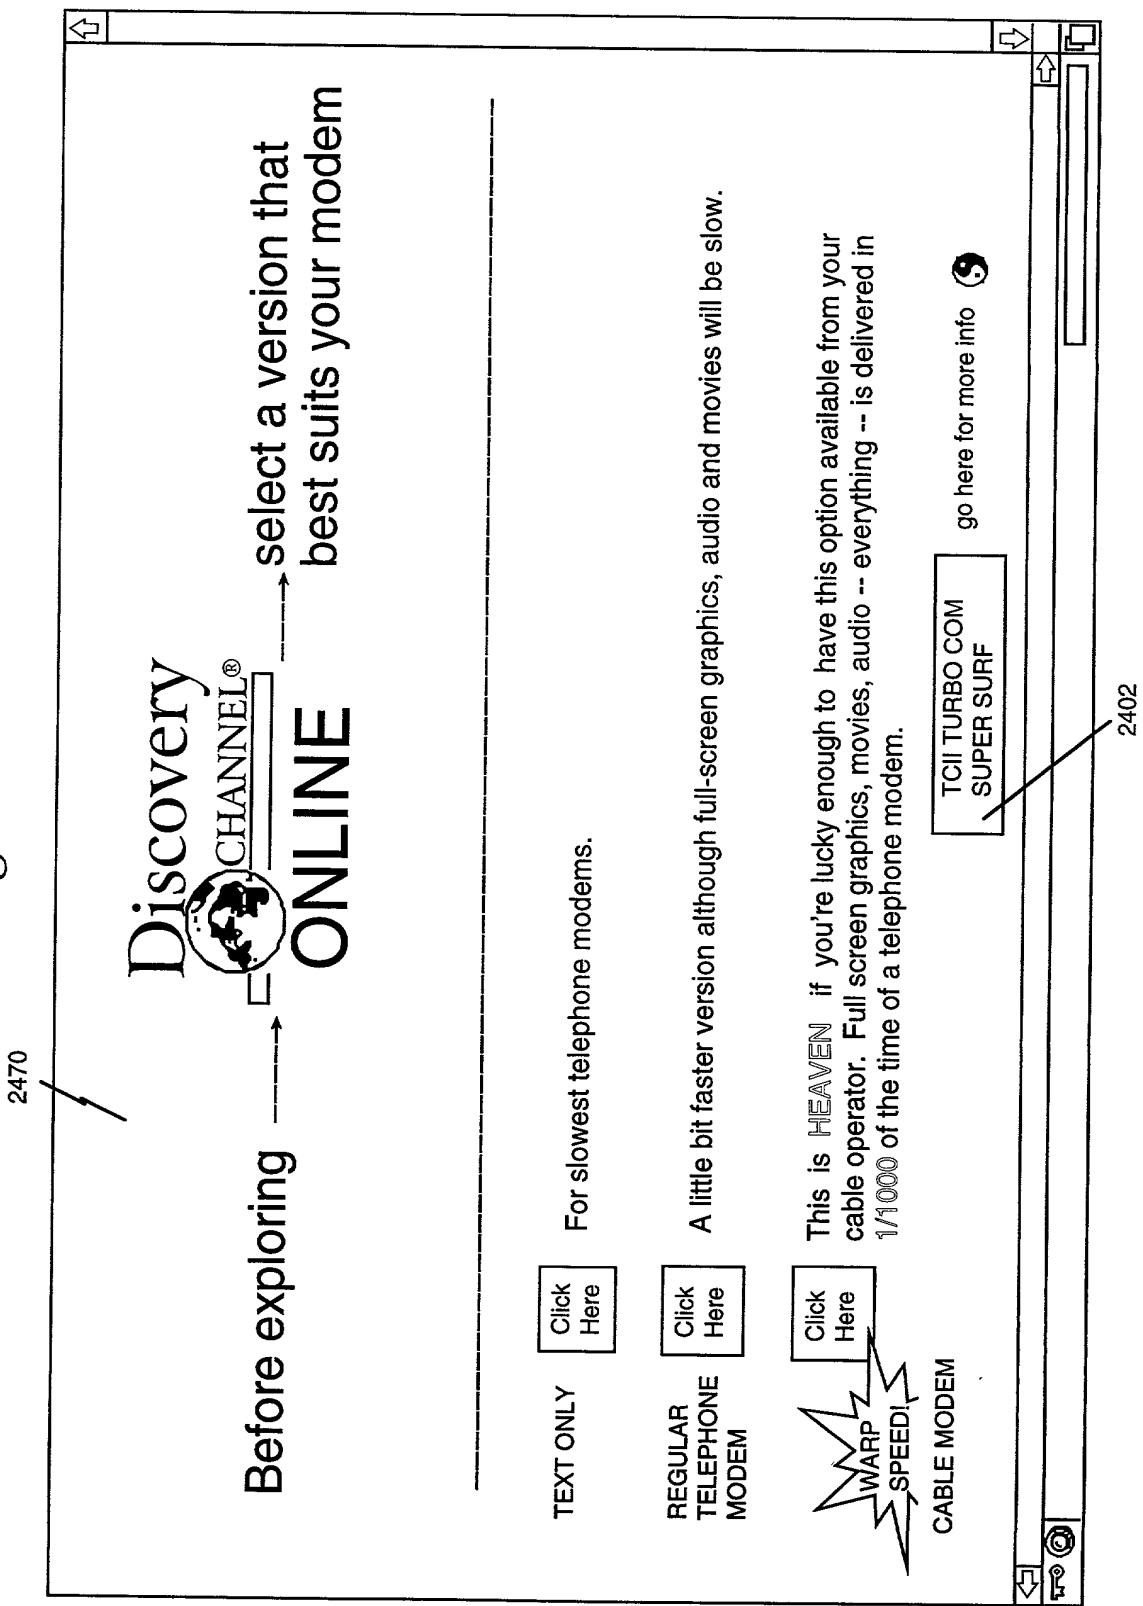 2470
Before exploring
Discovery
CHANNEL®
ONLINE
select a version that
best suits your modem
TEXT ONLY
Click
Here
For slowest telephone modems.
REGULAR
TELEPHONE
MODEM
Click
Here
A little bit faster version although full-screen graphics, audio and movies will be slow.
WARP
SPEED!
CABLE MODEM
Click
Here
This is HEAVEN if you're lucky enough to have this option available from your
cable operator. Full screen graphics, movies, audio -- everything -- is delivered in
1/1000 of the time of a telephone modem.
TCII TURBO COM
SUPER SURF
go here for more info
2402